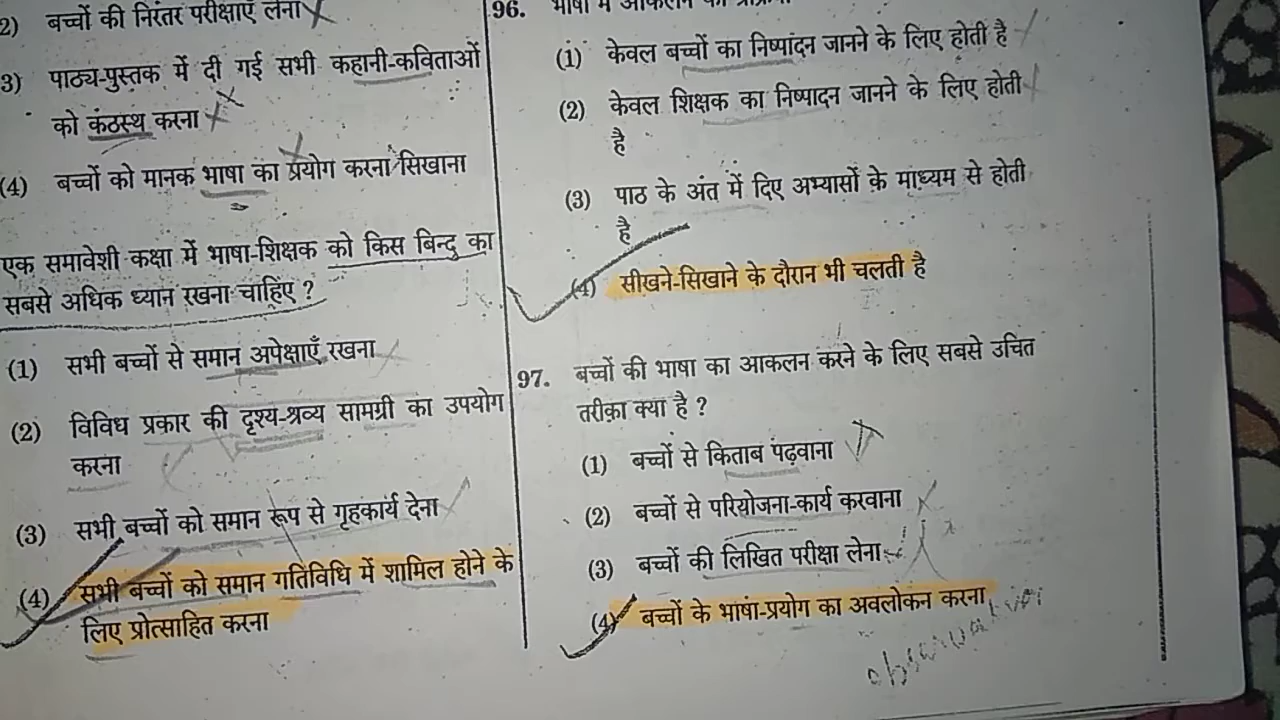 2) बच्चों की निरंतर परीक्षाएँ लेना
3) पाठ्य-पुस्तक में दी गई सभी कहानी-कविताओं
को कंठस्थ करना
(4) बच्चों को मानक भाषा का प्रयोग करना सिखाना
एक समावेशी कक्षा में भाषा-शिक्षक को किस बिन्दु का
सबसे अधिक ध्यान रखना चाहिए ?
(1) सभी बच्चों से समान अपेक्षाएँ रखना
(2) विविध प्रकार की दृश्य-श्रव्य सामग्री का उपयोग
करना
(3) सभी बच्चों को समान रूप से गृहकार्य देना
(4) सभी बच्चों को समान गतिविधि में शामिल होने के
लिए प्रोत्साहित करना
96. भाषा में आकलन की
(1) केवल बच्चों का निष्पादन जानने के लिए होती है
(2) केवल शिक्षक का निष्पादन जानने के लिए होती
है
(3) पाठ के अंत में दिए अभ्यासों के माध्यम से होती
है
(4) सीखने-सिखाने के दौरान भी चलती है
97. बच्चों की भाषा का आकलन करने के लिए सबसे उचित
तरीक़ा क्या है ?
(1) बच्चों से किताब पढ़वाना
(2) बच्चों से परियोजना-कार्य करवाना
(3) बच्चों की लिखित परीक्षा लेना
(4) बच्चों के भाषा-प्रयोग का अवलोकन करना